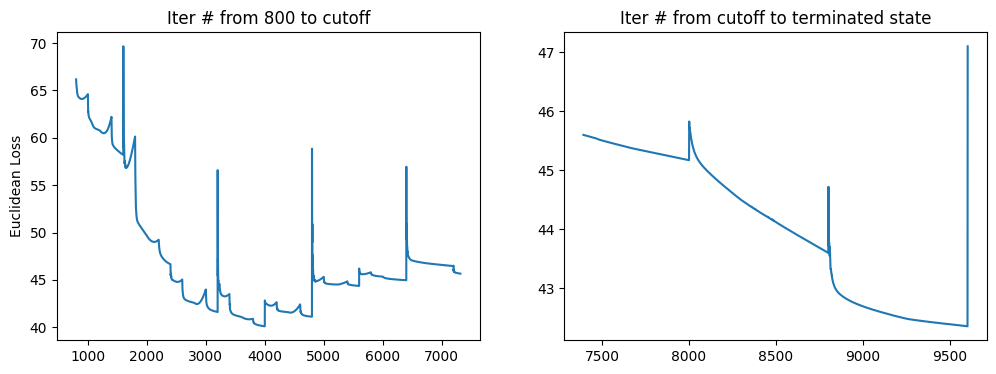 Iter # from 800 to cutoff
Euclidean Loss
70
65
60
55
50
45
40
1000 2000 3000 4000 5000 6000 7000
Iter # from cutoff to terminated state
47
46
45
44
43
7500 8000 8500 9000 9500